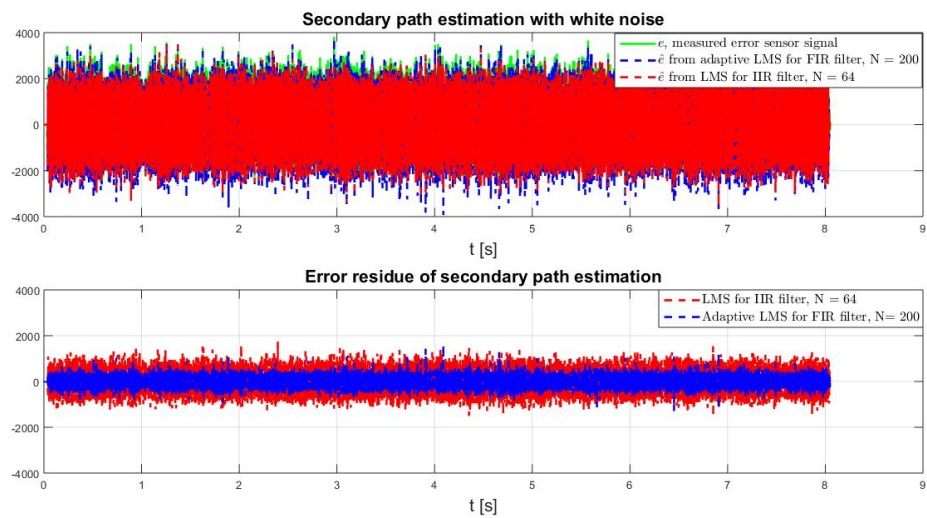 Secondary path estimation with white noise
4000
2000
0
-2000
-4000
e, measured error sensor signal
ê from adaptive LMS for FIR filter, N = 200
ê from LMS for IIR filter, N = 64
0 1 2 3 4 5 6 7 8 9
t [s]
Error residue of secondary path estimation
4000
2000
0
-2000
-4000
LMS for IIR filter, N = 64
Adaptive LMS for FIR filter, N= 200
0 1 2 3 4 5 6 7 8 9
t [s]